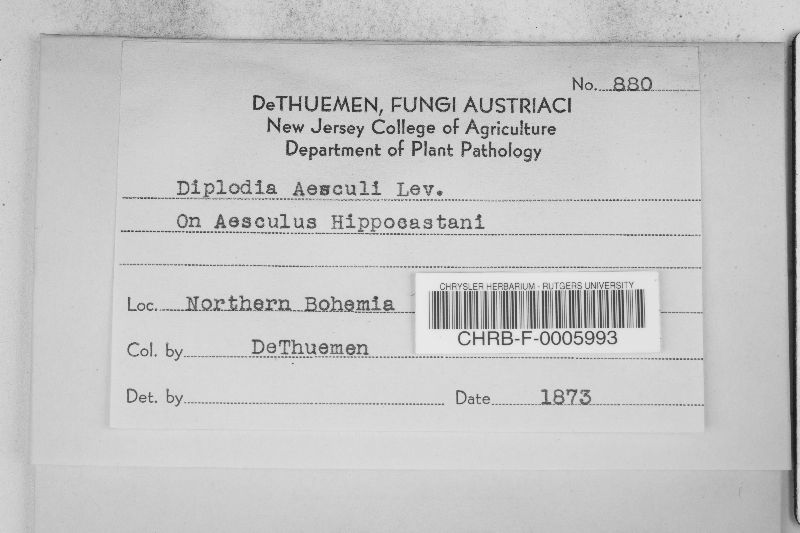 No. 880
DeTHUEMEN, FUNGI AUSTRIACI
New Jersey College of Agriculture
Department of Plant Pathology
Diplodia Aesculi Lev.
On Aesculus Hippocastani
CHRYSLER HERBARIUM - RUTGERS UNIVERSITY
Loc. Northern Bohemia
CHRB-F-0005993
Col. by DeThuemen
Det. by Date 1873